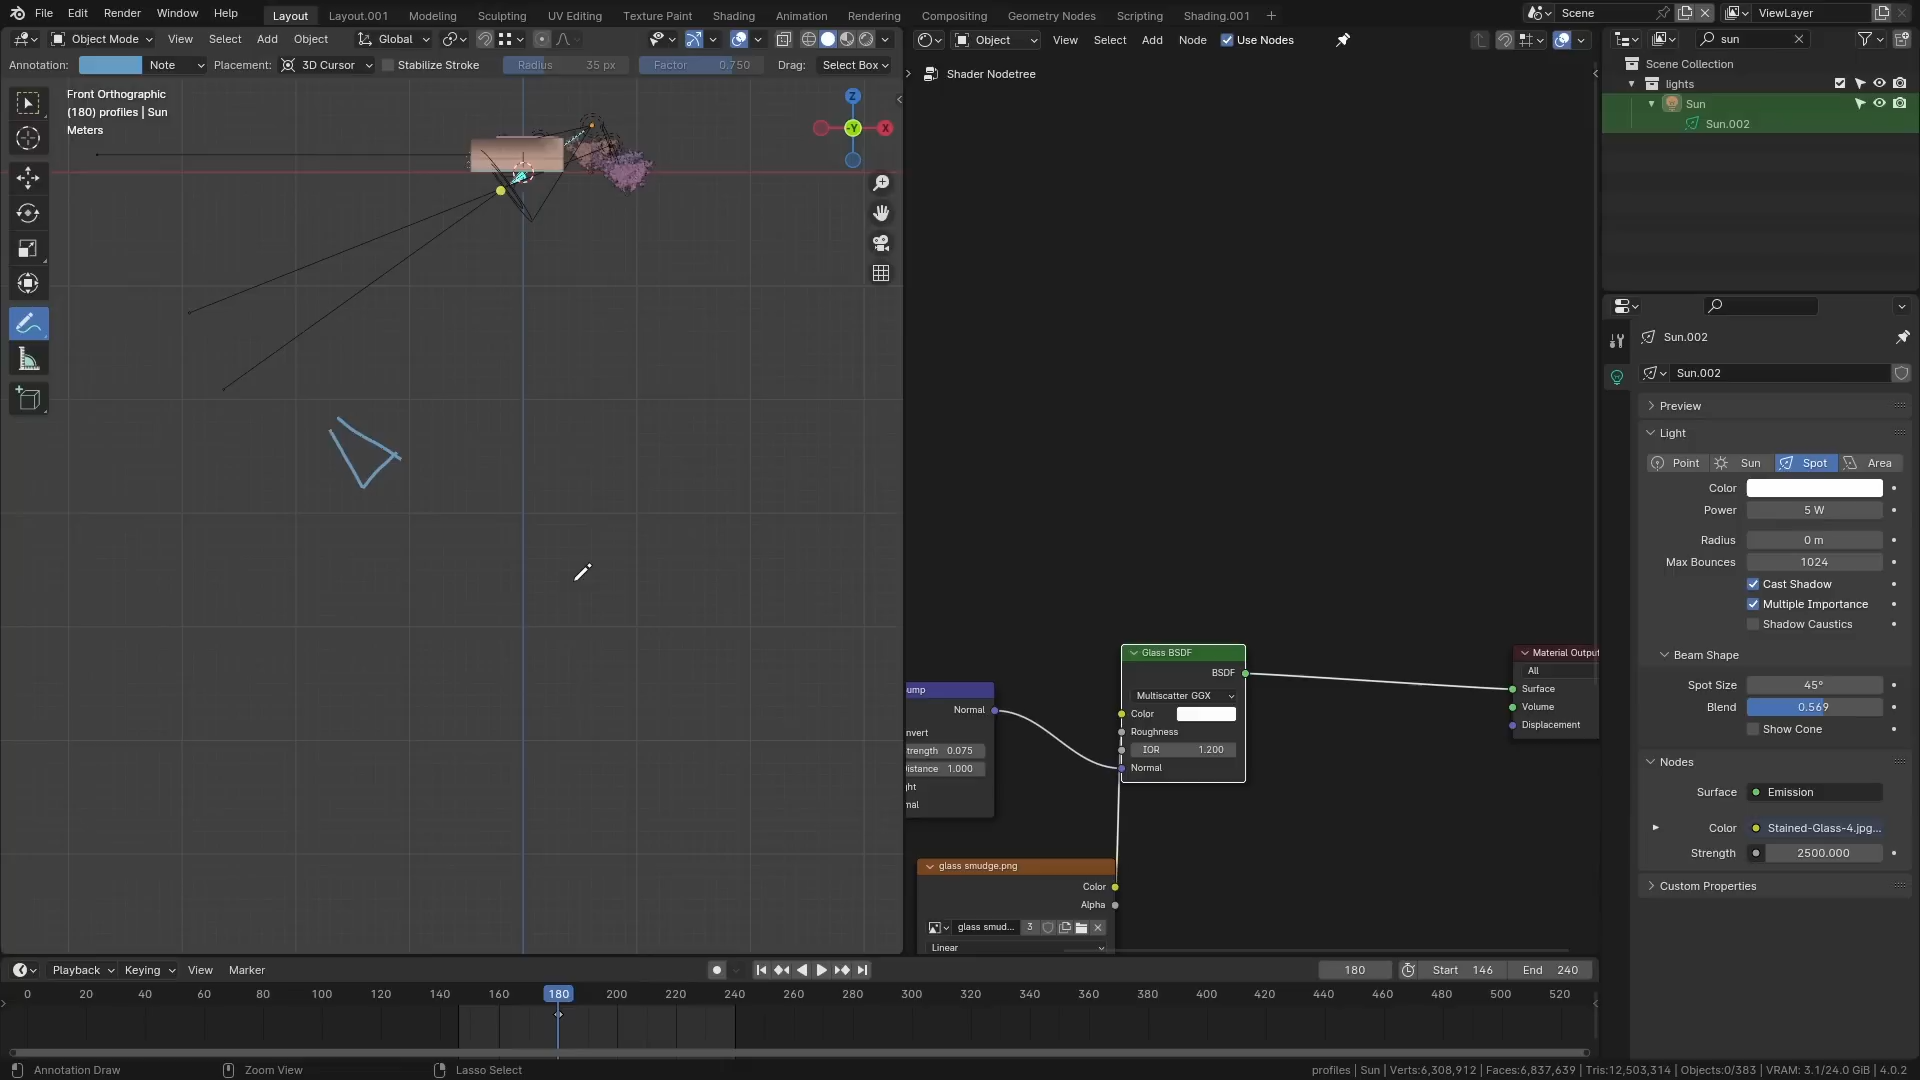 File Edit Render Window Help Layout Layout.001 Modeling Sculpting UV Editing Texture Paint Shading Animation Rendering Compositing Geometry Nodes Scripting Shading.001 + Scene ViewLayer
Object Mode View Select Add Object Global Object View Select Add Node Use Nodes sun
Annotation: Note Placement: 3D Cursor Stabilize Stroke Radius 35 px Factor 0.750 Drag: Select Box
Scene Collection
lights
Sun
Sun.002
Shader Nodetree
Front Orthographic
(180) profiles | Sun
Meters
Z
-Y
X
Sun.002
Sun.002
Preview
Light
Point Sun Spot Area
Color
Power 5 W
Radius 0 m
Max Bounces 1024
Cast Shadow
Multiple Importance
Shadow Caustics
Beam Shape
Spot Size 45°
Blend 0.569
Show Cone
Nodes
Surface Emission
Color Stained-Glass-4.jpg...
Strength 2500.000
Custom Properties
ump
Normal
nvert
trength 0.075
istance 1.000
ght
mal
Glass BSDF
BSDF
Multiscatter GGX
Color
Roughness
IOR 1.200
Normal
Material Output
All
Surface
Volume
Displacement
glass smudge.png
Color
Alpha
glass smud... 3
Linear
Playback Keying View Marker 180 Start 146 End 240
0 20 40 60 80 100 120 140 160 180 200 220 240 260 280 300 320 340 360 380 400 420 440 460 480 500 520
Annotation Draw Zoom View Lasso Select profiles | Sun | Verts:6,308,912 | Faces:6,837,639 | Tris:12,503,314 | Objects:0/383 | VRAM: 3.1/24.0 GiB | 4.0.2